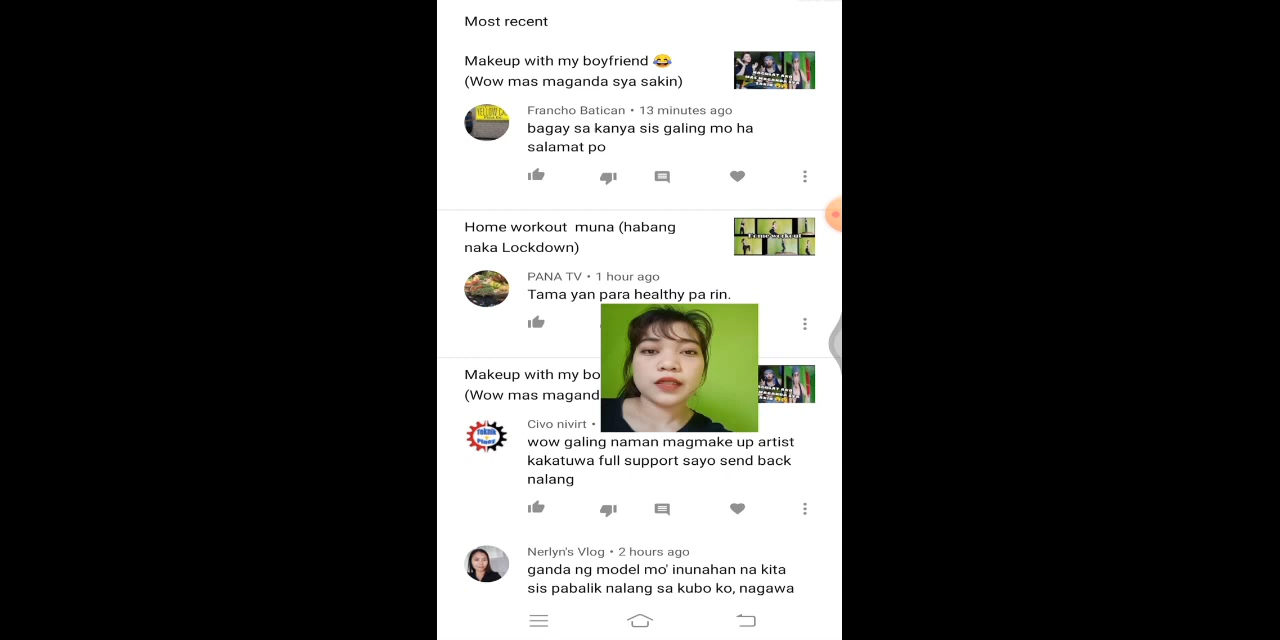 Most recent
Makeup with my boyfriend 😂
(Wow mas maganda sya sakin)
Francho Batican • 13 minutes ago
bagay sa kanya sis galing mo ha
salamat po
Home workout muna (habang
naka Lockdown)
Home workout
PANA TV • 1 hour ago
Tama yan para healthy pa rin.
Makeup with my bo
(Wow mas magand
Civo nivirt •
wow galing naman magmake up artist
kakatuwa full support sayo send back
nalang
Nerlyn's Vlog • 2 hours ago
ganda ng model mo' inunahan na kita
sis pabalik nalang sa kubo ko, nagawa